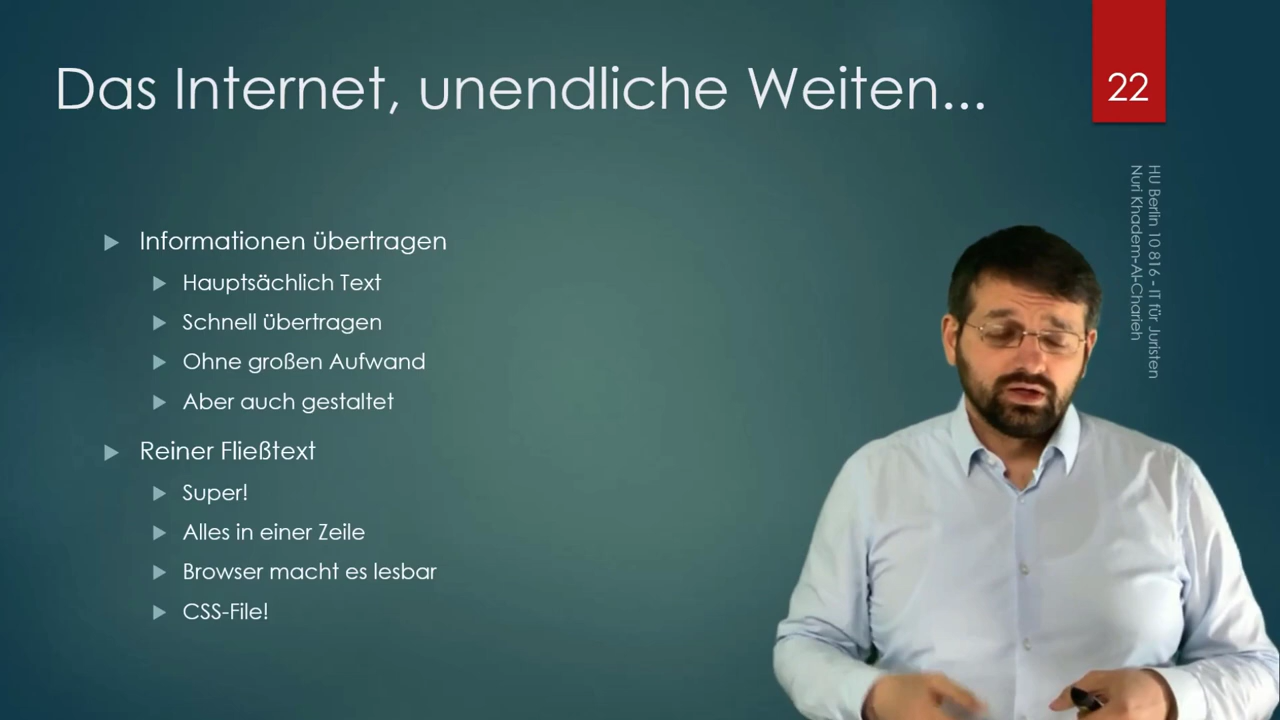 Das Internet, unendliche Weiten...
22
HU Berlin 10 816 - IT für Juristen
Nuri Khadem-Al-Charieh
Informationen übertragen
Hauptsächlich Text
Schnell übertragen
Ohne großen Aufwand
Aber auch gestaltet
Reiner Fließtext
Super!
Alles in einer Zeile
Browser macht es lesbar
CSS-File!